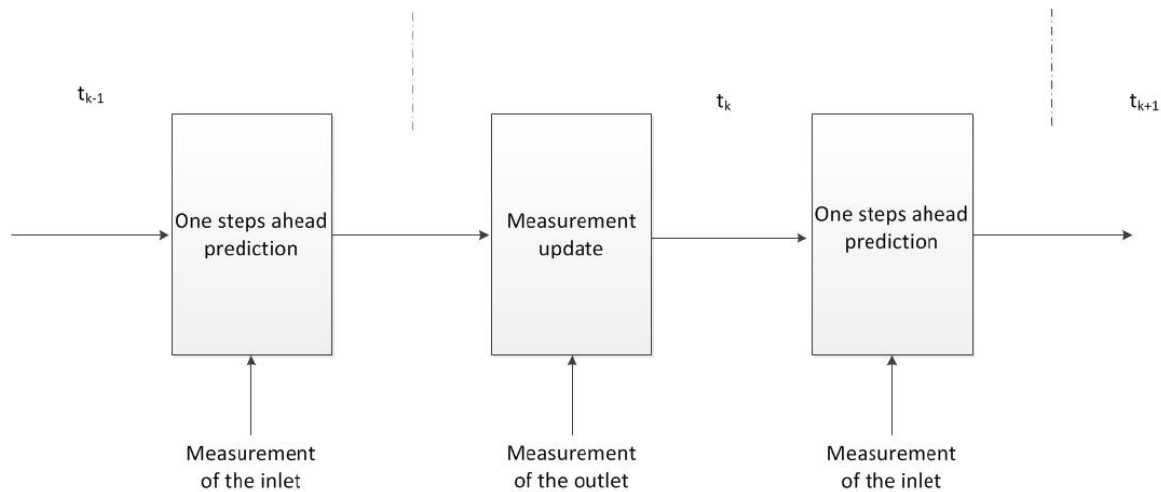 t_{k-1}
t_k
t_{k+1}
One steps ahead
prediction
Measurement
update
One steps ahead
prediction
Measurement
of the inlet
Measurement
of the outlet
Measurement
of the inlet